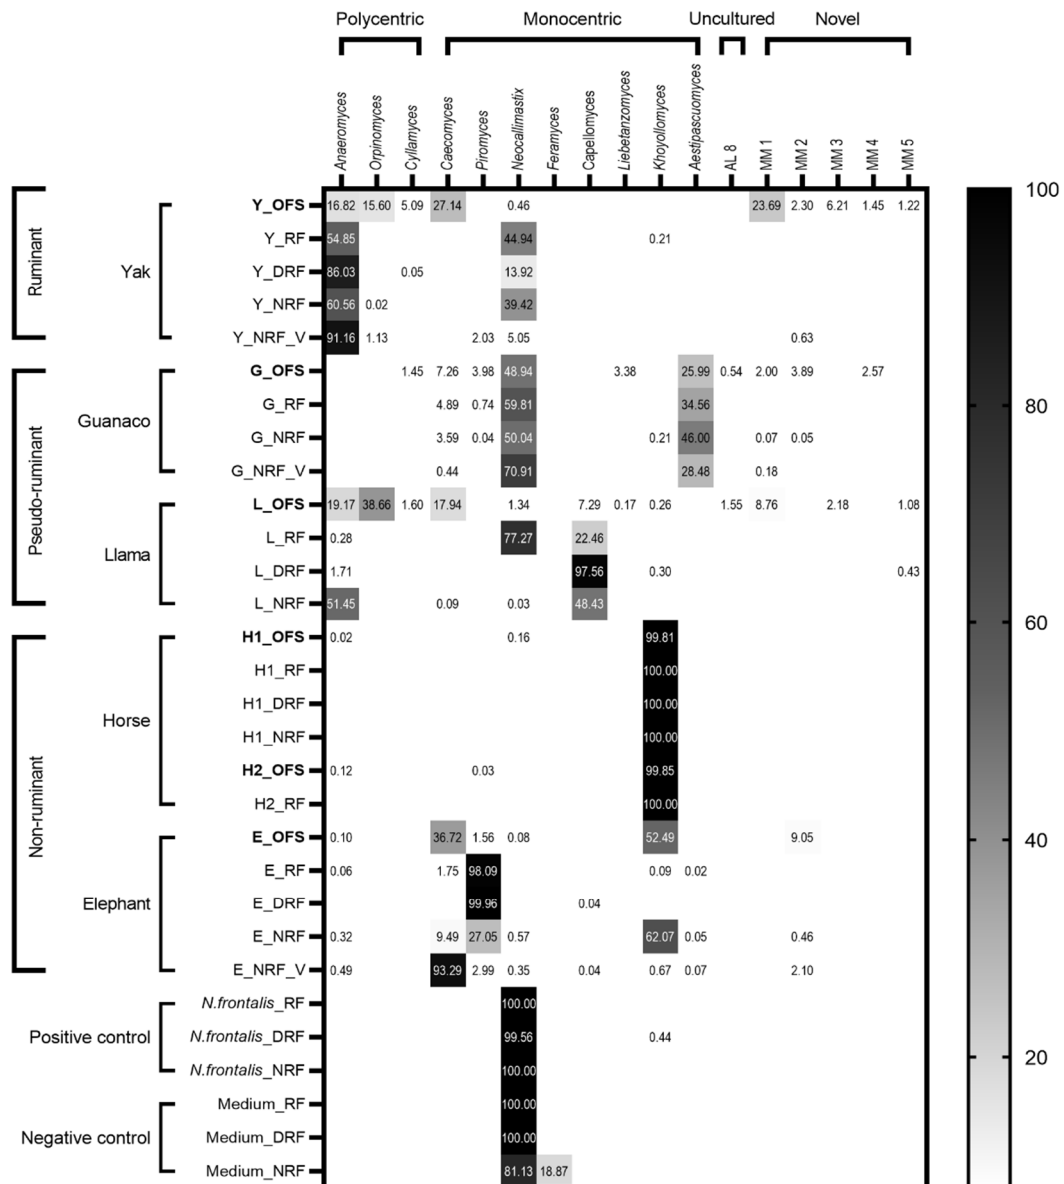 Polycentric Monocentric Uncultured Novel
Anaeromyces Orpinomyces Cyllamyces Caecomyces Piromyces Neocallimastix Feramyces Capellomyces Liebetanzomyces Khoyollomyces Aestipascuomyces AL 8 MM 1 MM 2 MM 3 MM 4 MM 5
Ruminant
Yak
Y_OFS 16.82 15.60 5.09 27.14 0.46 23.69 2.30 6.21 1.45 1.22
Y_RF 54.85 44.94 0.21
Y_DRF 86.03 0.05 13.92
Y_NRF 60.56 0.02 39.42
Y_NRF_V 91.16 1.13 2.03 5.05 0.63
Pseudo-ruminant
Guanaco
G_OFS 1.45 7.26 3.98 48.94 3.38 25.99 0.54 2.00 3.89 2.57
G_RF 4.89 0.74 59.81 34.56
G_NRF 3.59 0.04 50.04 0.21 46.00 0.07 0.05
G_NRF_V 0.44 70.91 28.48 0.18
Llama
L_OFS 19.17 38.66 1.60 17.94 1.34 7.29 0.17 0.26 1.55 8.76 2.18 1.08
L_RF 0.28 77.27 22.46
L_DRF 1.71 97.56 0.30 0.43
L_NRF 51.45 0.09 0.03 48.43
Non-ruminant
Horse
H1_OFS 0.02 0.16 99.81
H1_RF 100.00
H1_DRF 100.00
H1_NRF 100.00
H2_OFS 0.12 0.03 99.85
H2_RF 100.00
Elephant
E_OFS 0.10 36.72 1.56 0.08 52.49 9.05
E_RF 0.06 1.75 98.09 0.09 0.02
E_DRF 99.96 0.04
E_NRF 0.32 9.49 27.05 0.57 62.07 0.05 0.46
E_NRF_V 0.49 93.29 2.99 0.35 0.04 0.67 0.07 2.10
Positive control
N.frontalis_RF 100.00
N.frontalis_DRF 99.56 0.44
N.frontalis_NRF 100.00
Negative control
Medium_RF 100.00
Medium_DRF 100.00
Medium_NRF 81.13 18.87
100
80
60
40
20